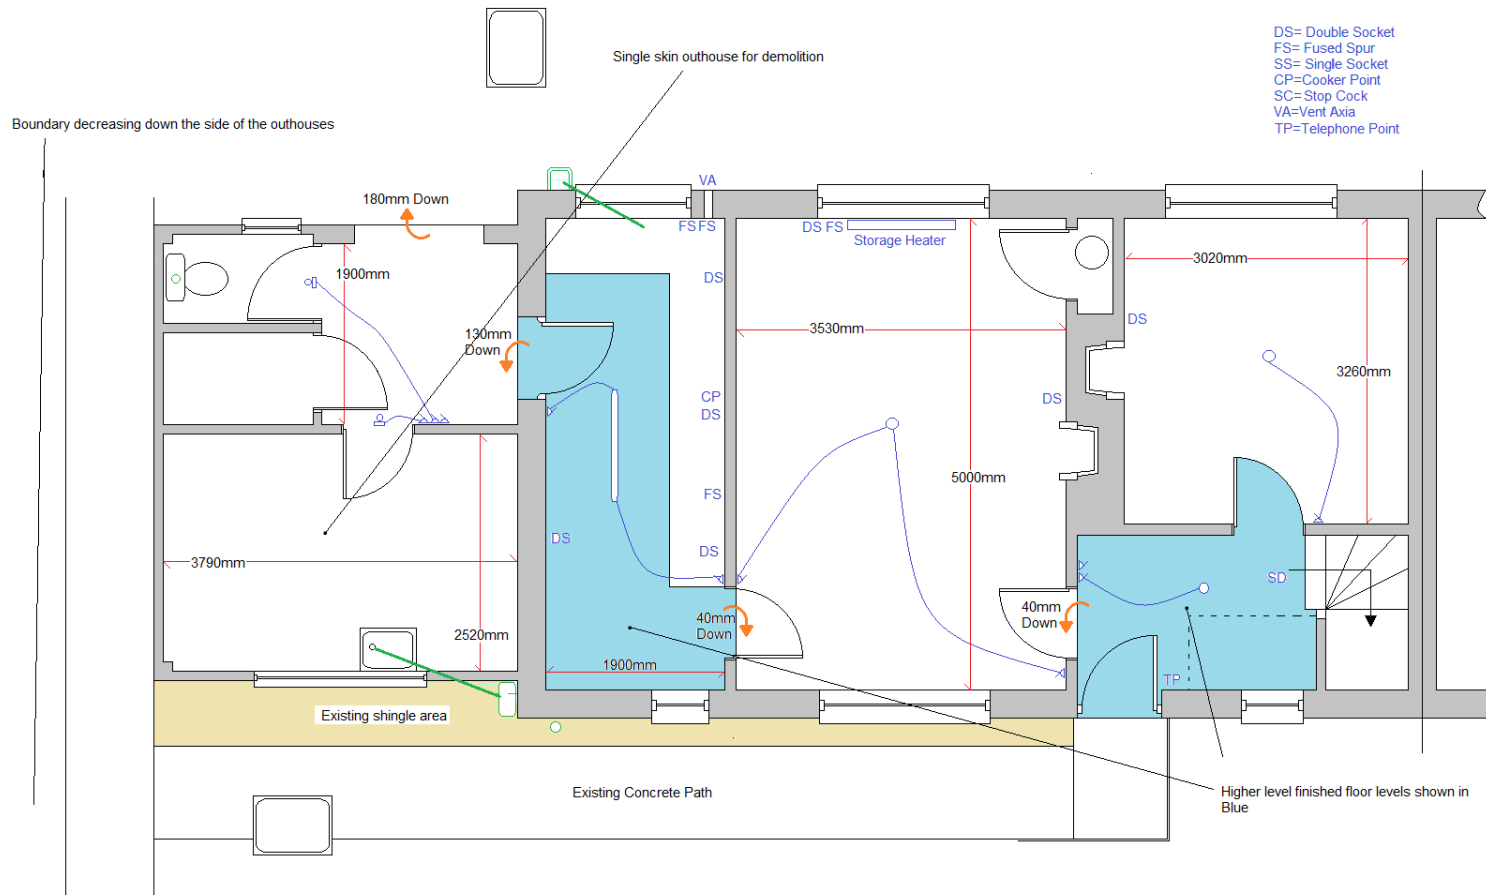 DS= Double Socket
FS= Fused Spur
SS= Single Socket
CP=Cooker Point
SC= Stop Cock
VA=Vent Axia
TP=Telephone Point
Single skin outhouse for demolition
Boundary decreasing down the side of the outhouses
VA
180mm Down
FS FS
DS FS
Storage Heater
1900mm
DS
3020mm
130mm
Down
3530mm
DS
3260mm
CP
DS
DS
5000mm
FS
DS
DS
3790mm
SD
40mm
Down
40mm
Down
2520mm
1900mm
TP
Existing shingle area
Existing Concrete Path
Higher level finished floor levels shown in
Blue